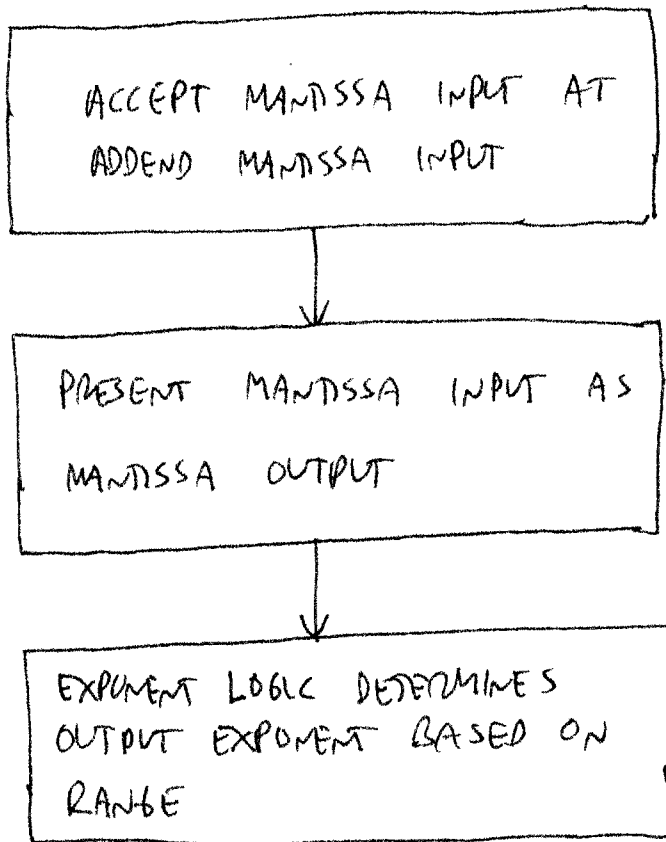 ACCEPT MANTISSA INPUT AT
ADDEND MANTISSA INPUT
PRESENT MANTISSA INPUT AS
MANTISSA OUTPUT
EXPONENT LOGIC DETERMINES
OUTPUT EXPONENT BASED ON
RANGE